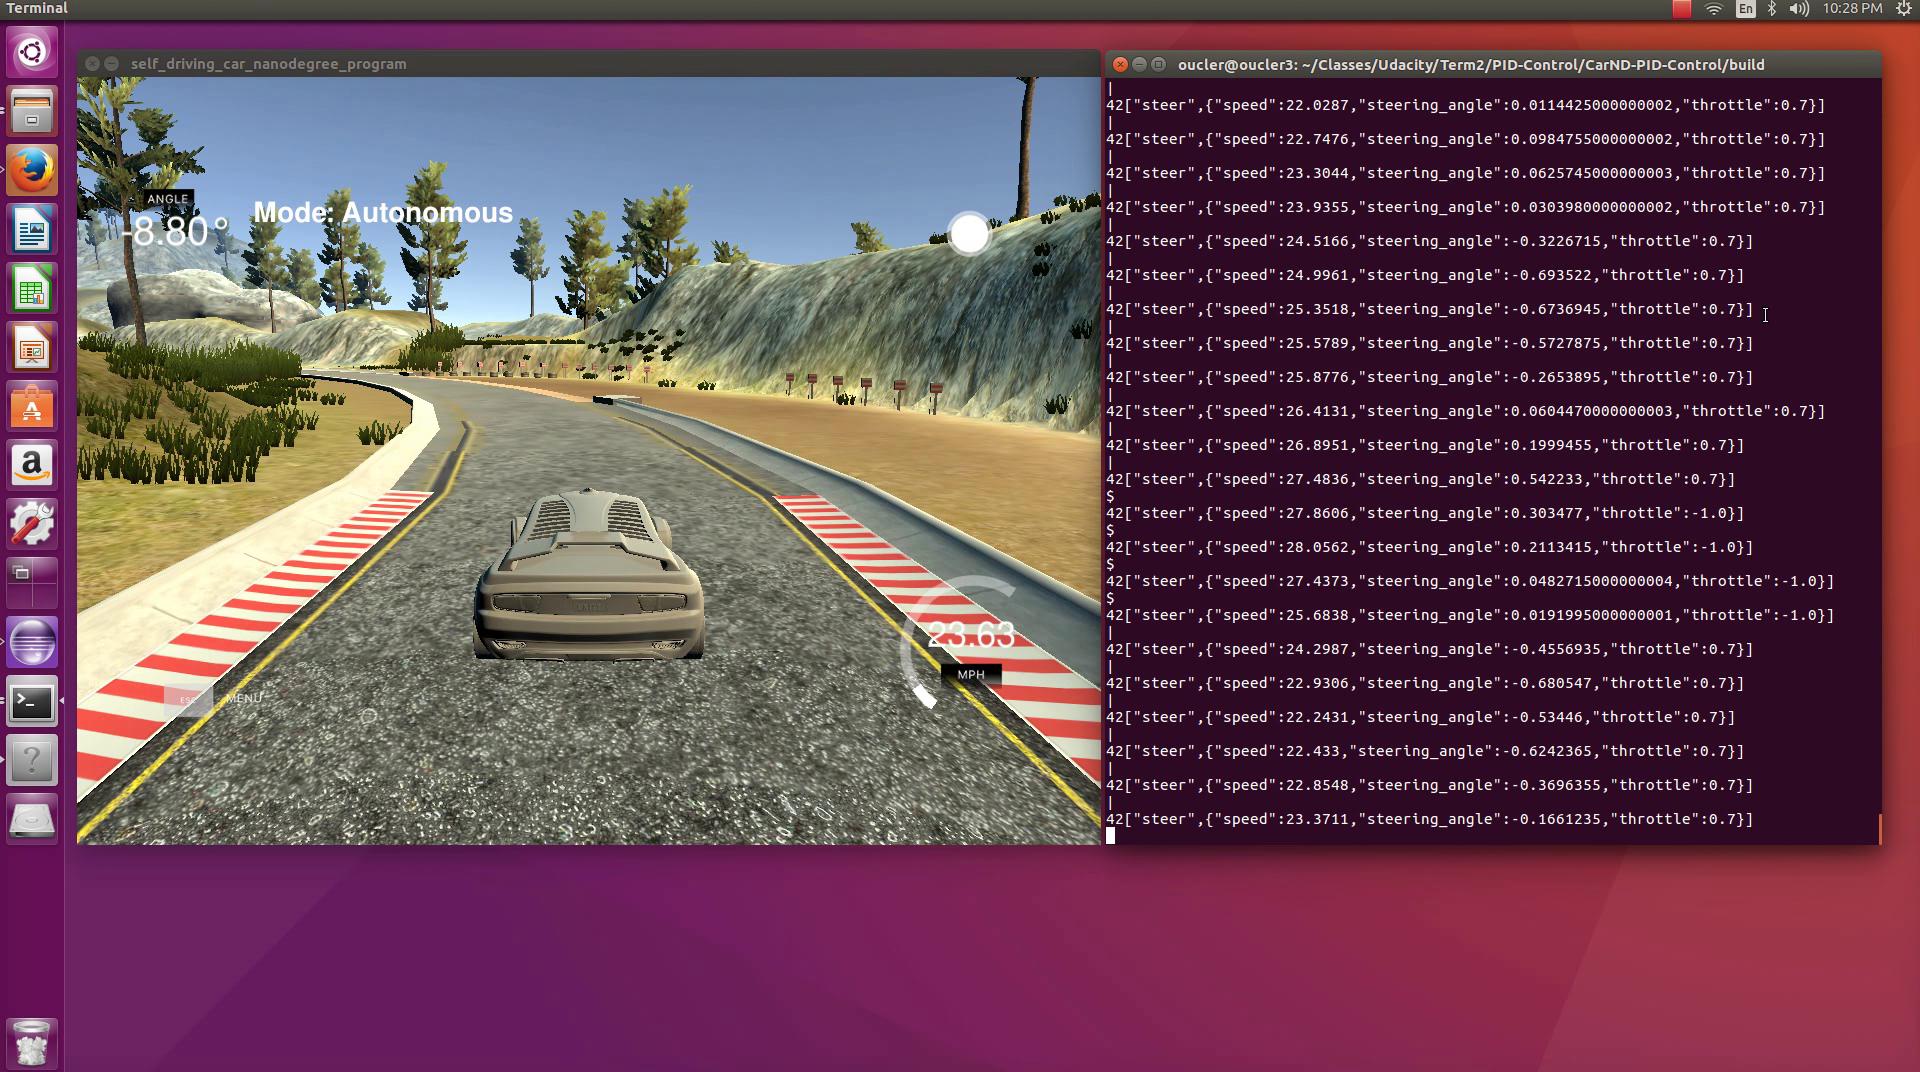 Terminal
En
10:28 PM
self_driving_car_nanodegree_program
ANGLE
-8.80°
Mode: Autonomous
23.63
MPH
ESC
MENU
oucler@oucler3: ~/Classes/Udacity/Term2/PID-Control/CarND-PID-Control/build
|
42["steer",{"speed":22.0287,"steering_angle":0.0114425000000002,"throttle":0.7}]
|
42["steer",{"speed":22.7476,"steering_angle":0.0984755000000002,"throttle":0.7}]
|
42["steer",{"speed":23.3044,"steering_angle":0.0625745000000003,"throttle":0.7}]
|
42["steer",{"speed":23.9355,"steering_angle":0.0303980000000002,"throttle":0.7}]
|
42["steer",{"speed":24.5166,"steering_angle":-0.3226715,"throttle":0.7}]
|
42["steer",{"speed":24.9961,"steering_angle":-0.693522,"throttle":0.7}]
|
42["steer",{"speed":25.3518,"steering_angle":-0.6736945,"throttle":0.7}]
|
42["steer",{"speed":25.5789,"steering_angle":-0.5727875,"throttle":0.7}]
|
42["steer",{"speed":25.8776,"steering_angle":-0.2653895,"throttle":0.7}]
|
42["steer",{"speed":26.4131,"steering_angle":0.0604470000000003,"throttle":0.7}]
|
42["steer",{"speed":26.8951,"steering_angle":0.1999455,"throttle":0.7}]
|
42["steer",{"speed":27.4836,"steering_angle":0.542233,"throttle":0.7}]
$
42["steer",{"speed":27.8606,"steering_angle":0.303477,"throttle":-1.0}]
$
42["steer",{"speed":28.0562,"steering_angle":0.2113415,"throttle":-1.0}]
$
42["steer",{"speed":27.4373,"steering_angle":0.0482715000000004,"throttle":-1.0}]
$
42["steer",{"speed":25.6838,"steering_angle":0.0191995000000001,"throttle":-1.0}]
|
42["steer",{"speed":24.2987,"steering_angle":-0.4556935,"throttle":0.7}]
|
42["steer",{"speed":22.9306,"steering_angle":-0.680547,"throttle":0.7}]
|
42["steer",{"speed":22.2431,"steering_angle":-0.53446,"throttle":0.7}]
|
42["steer",{"speed":22.433,"steering_angle":-0.6242365,"throttle":0.7}]
|
42["steer",{"speed":22.8548,"steering_angle":-0.3696355,"throttle":0.7}]
|
42["steer",{"speed":23.3711,"steering_angle":-0.1661235,"throttle":0.7}]